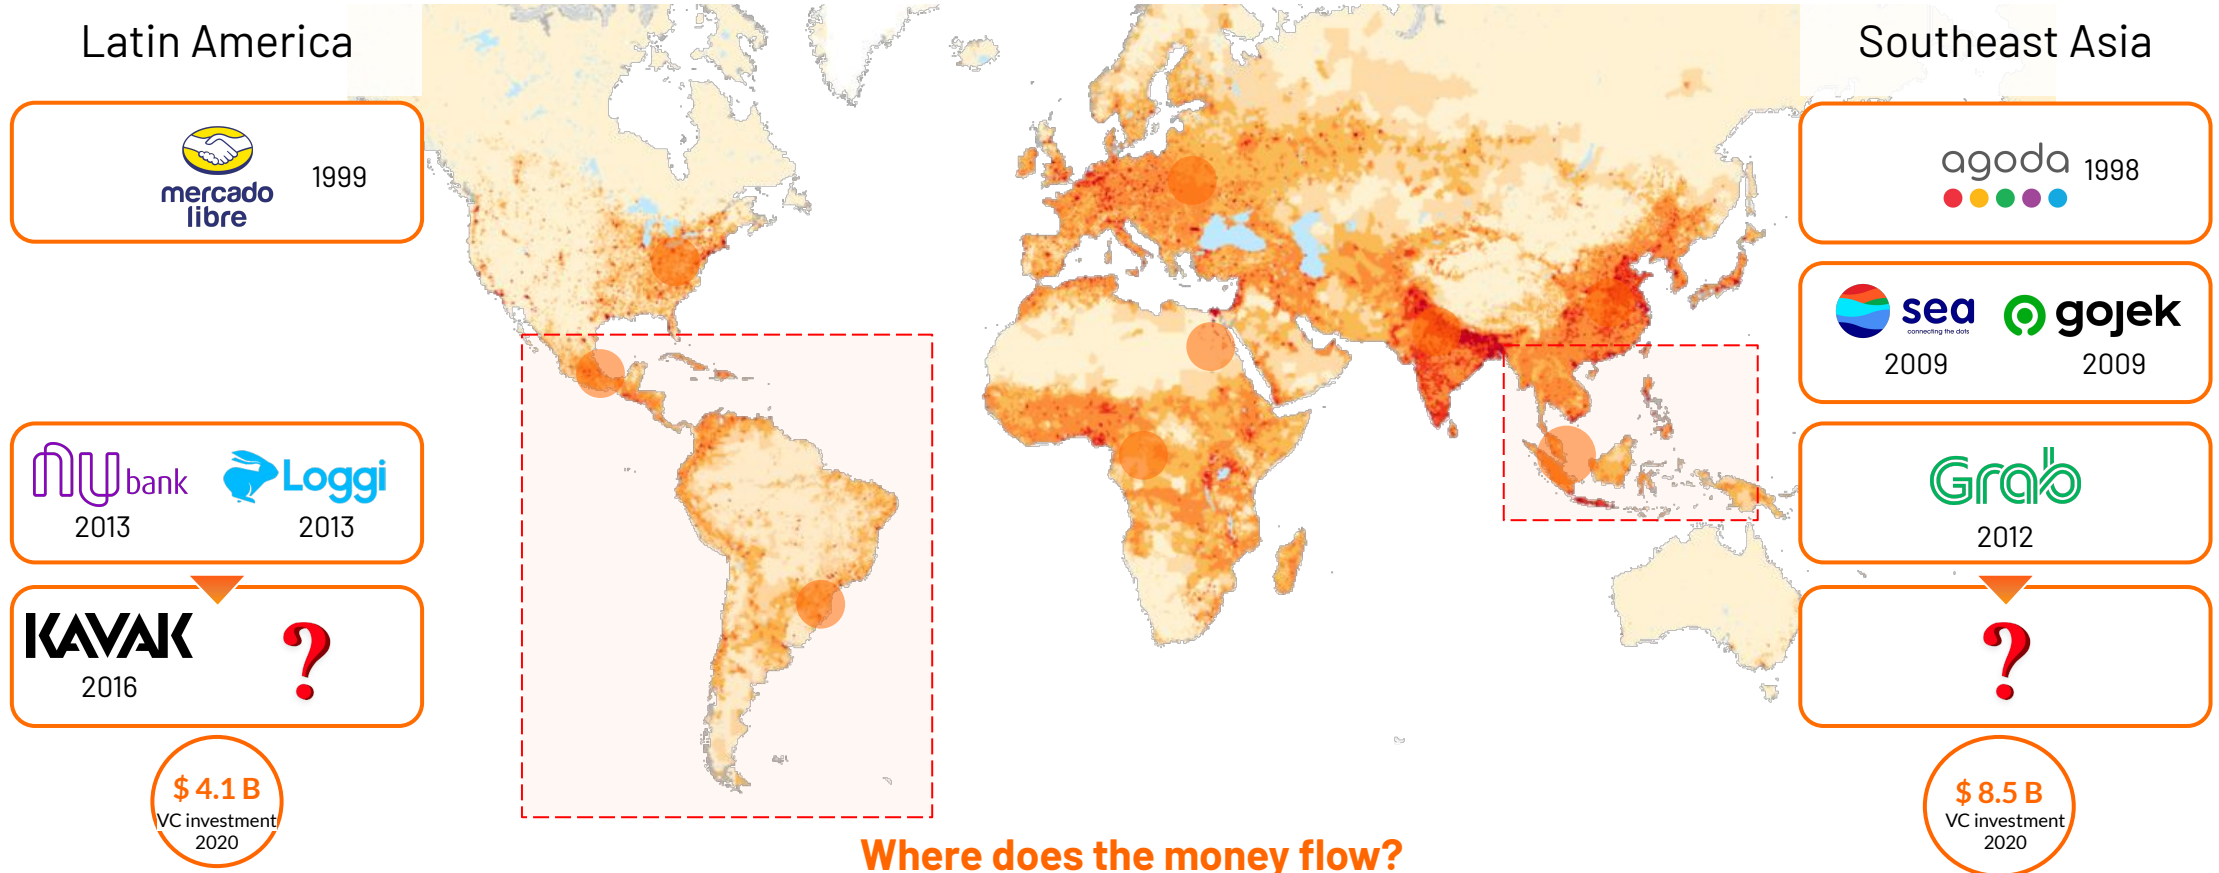 Latin America
mercado
libre
1999
nu bank
2013
Loggi
2013
KAVAK
2016
?
$ 4.1 B
VC investment
2020
Where does the money flow?
Southeast Asia
agoda
1998
sea
connecting the dots
2009
gojek
2009
Grab
2012
?
$ 8.5 B
VC investment
2020